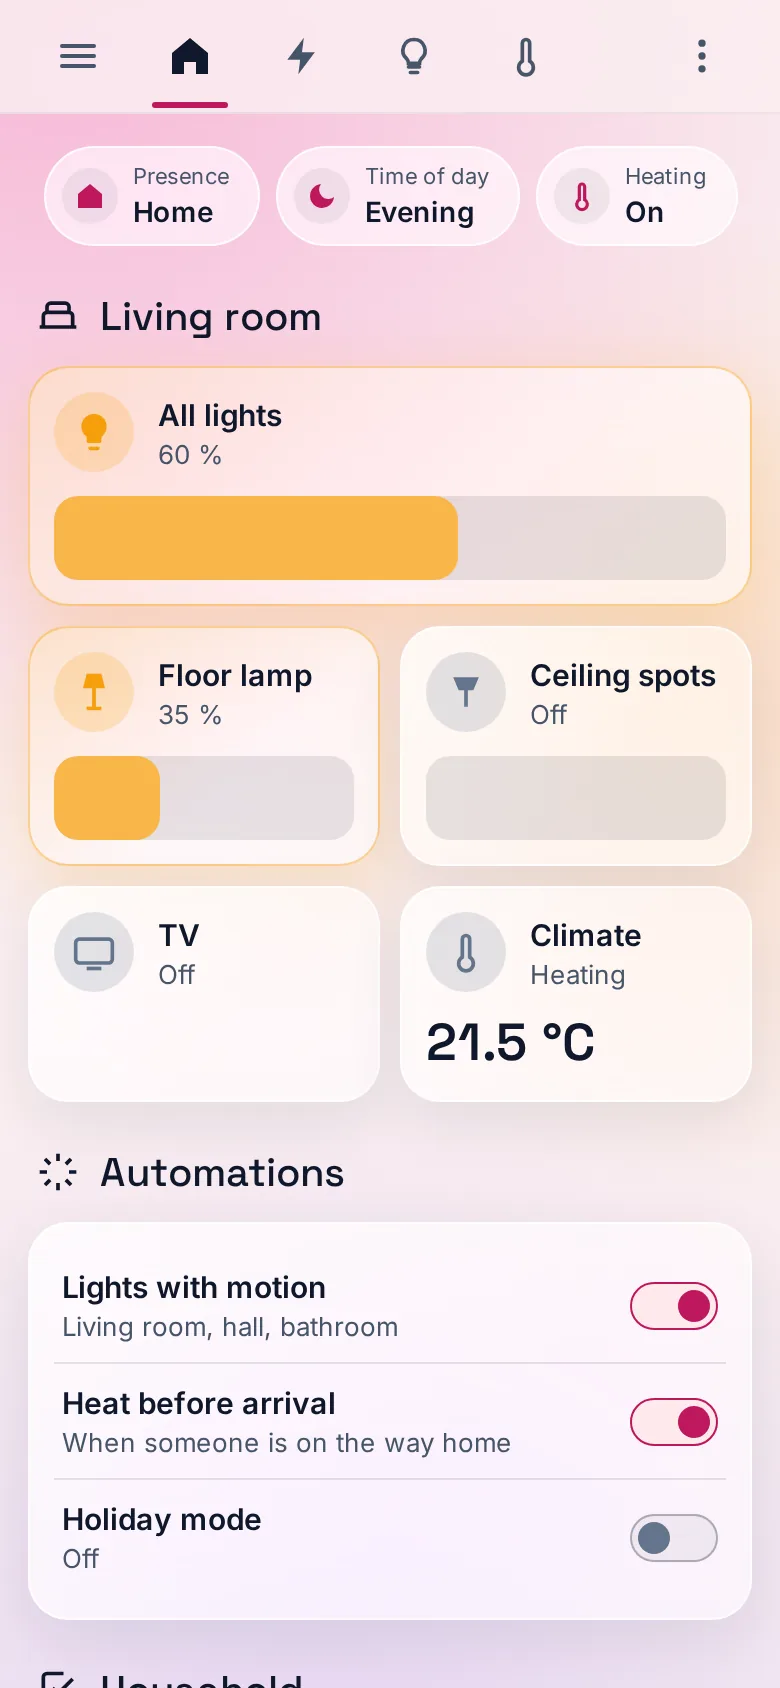 Presence
Home
Time of day
Evening
Heating
On
Living room
All lights
60 %
Floor lamp
35 %
Ceiling spots
Off
TV
Off
Climate
Heating
21.5 °C
Automations
Lights with motion
Living room, hall, bathroom
Heat before arrival
When someone is on the way home
Holiday mode
Off
Household